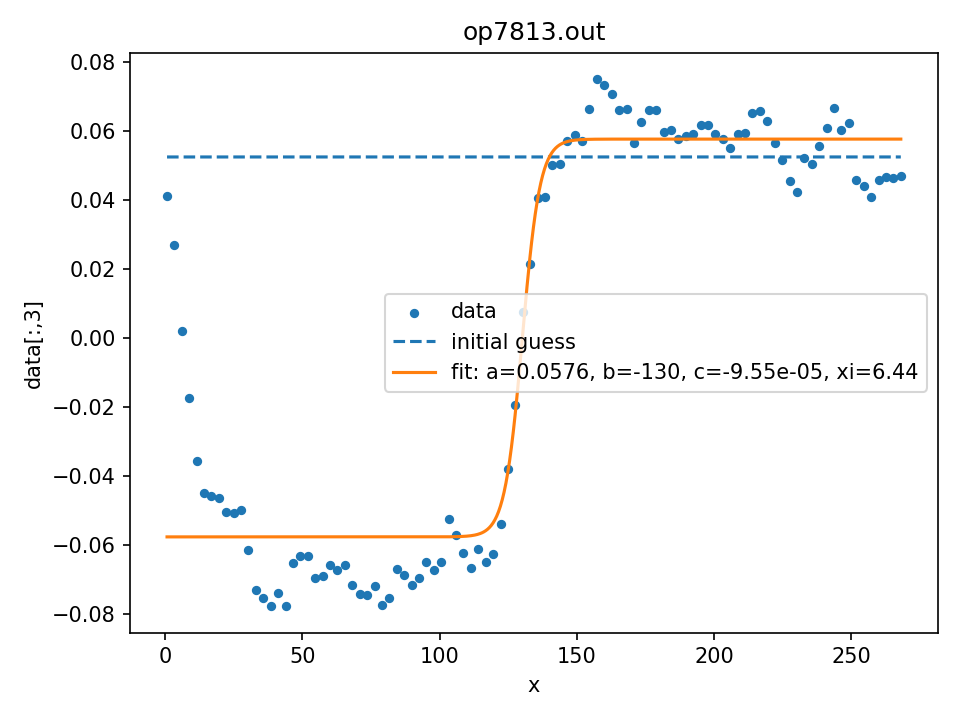 op7813.out
0.08
0.06
0.04
0.02
0.00
−0.02
−0.04
−0.06
−0.08
data[:,3]
data
initial guess
fit: a=0.0576, b=-130, c=-9.55e-05, xi=6.44
0 50 100 150 200 250
x